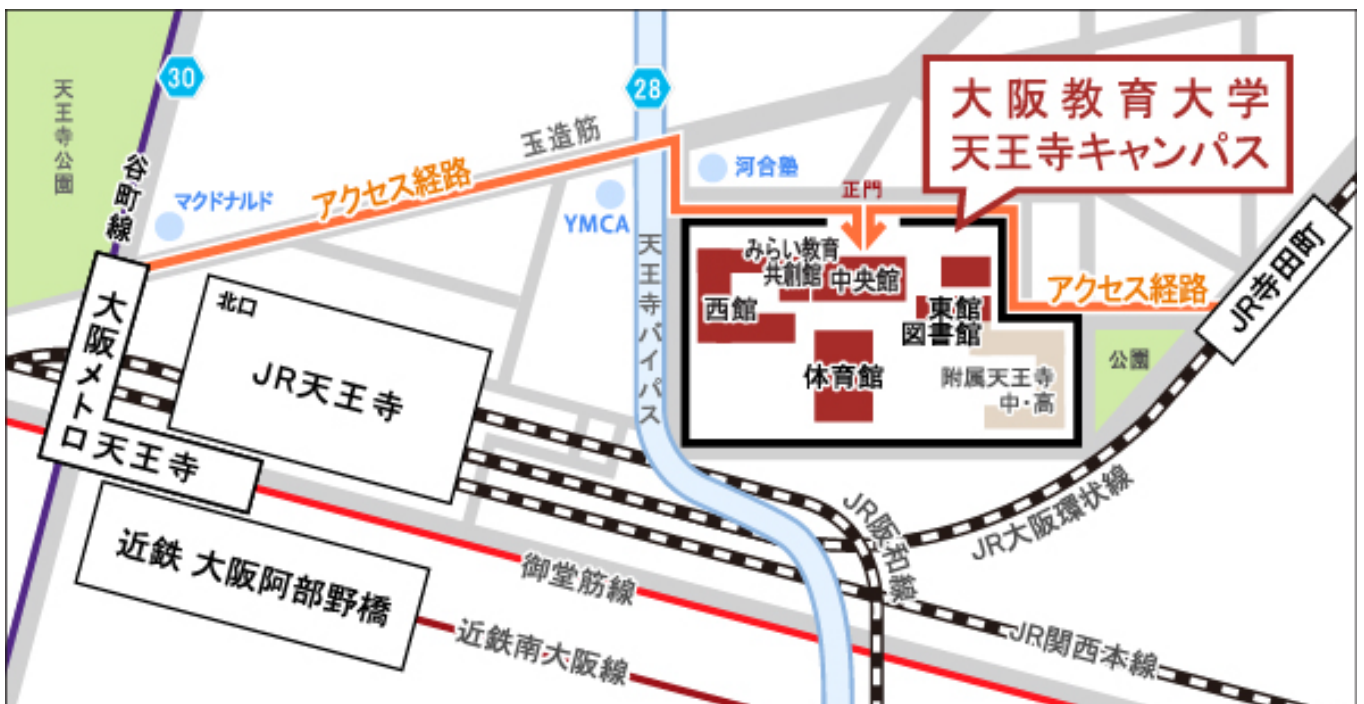 天王寺公園
30
谷町線
マクドナルド
アクセス経路
玉造筋
28
YMCA
河合塾
大阪教育大学
天王寺キャンパス
正門
みらい教育
共創館
中央館
西館
東館
図書館
体育館
附属天王寺
中・高
公園
アクセス経路
JR寺田町
天王寺バイパス
北口
JR天王寺
大阪メトロ天王寺
近鉄 大阪阿部野橋
御堂筋線
近鉄南大阪線
JR阪和線
JR大阪環状線
JR関西本線